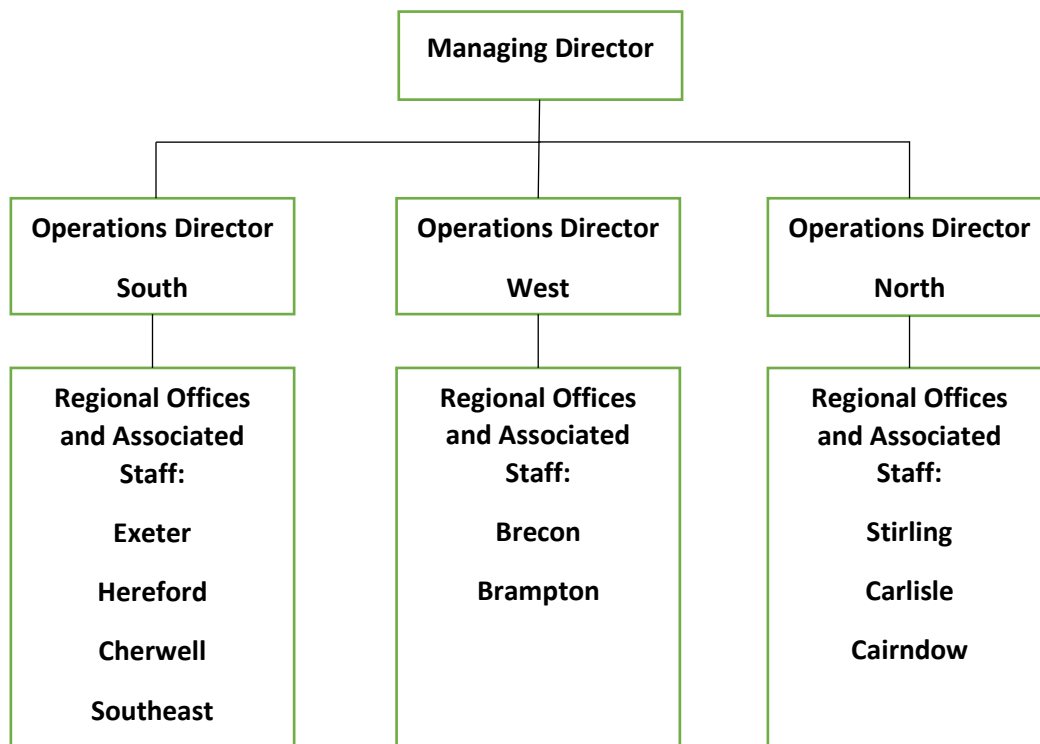 Managing Director
Operations Director
South
Operations Director
West
Operations Director
North
Regional Offices
and Associated
Staff:
Exeter
Hereford
Cherwell
Southeast
Regional Offices
and Associated
Staff:
Brecon
Brampton
Regional Offices
and Associated
Staff:
Stirling
Carlisle
Cairndow